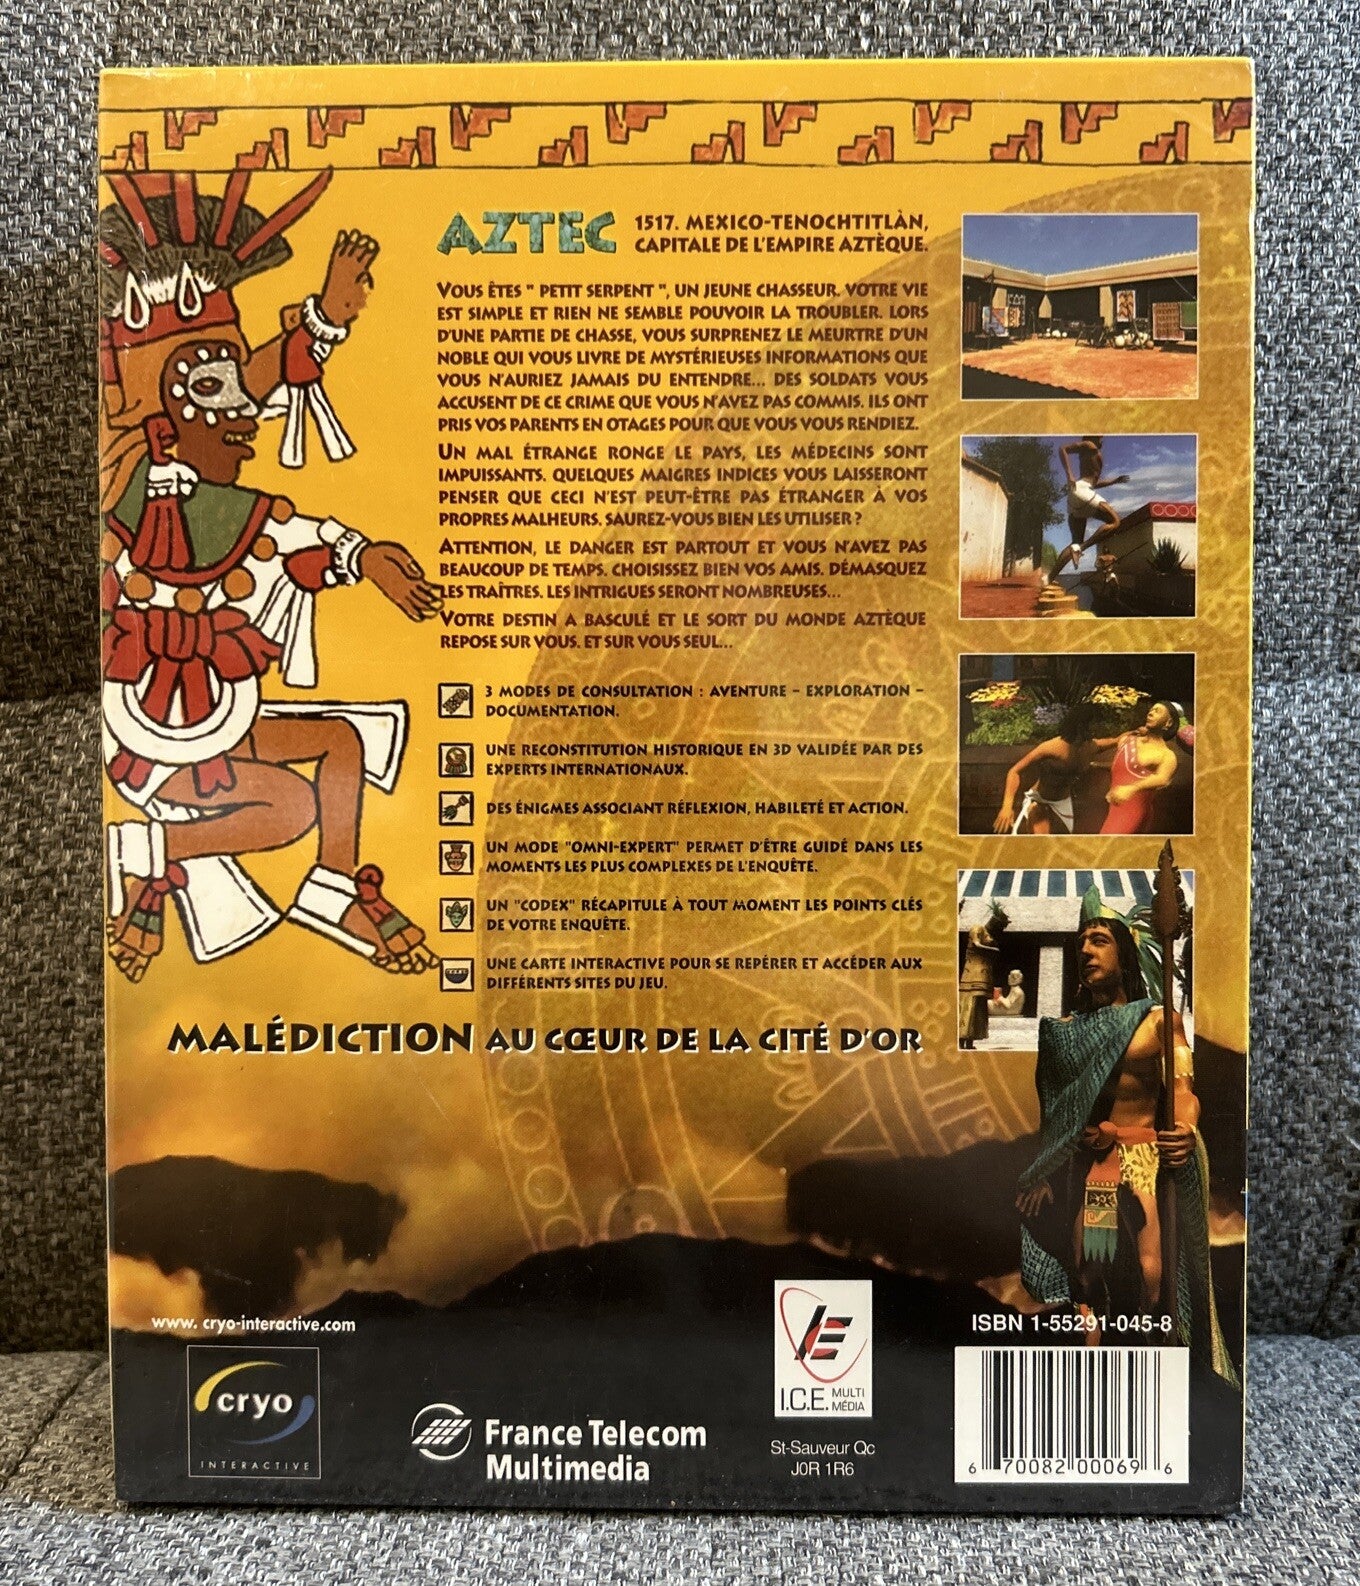 AZTEC 1517. MEXICO-TENOCHTITLÀN,
CAPITALE DE L'EMPIRE AZTÈQUE.
VOUS ÊTES " PETIT SERPENT ", UN JEUNE CHASSEUR. VOTRE VIE
EST SIMPLE ET RIEN NE SEMBLE POUVOIR LA TROUBLER. LORS
D'UNE PARTIE DE CHASSE, VOUS SURPRENEZ LE MEURTRE D'UN
NOBLE QUI VOUS LIVRE DE MYSTÉRIEUSES INFORMATIONS QUE
VOUS N'AURIEZ JAMAIS DU ENTENDRE... DES SOLDATS VOUS
ACCUSENT DE CE CRIME QUE VOUS N'AVEZ PAS COMMIS. ILS ONT
PRIS VOS PARENTS EN OTAGES POUR QUE VOUS VOUS RENDIEZ.
UN MAL ÉTRANGE RONGE LE PAYS, LES MÉDECINS SONT
IMPUISSANTS. QUELQUES MAIGRES INDICES VOUS LAISSERONT
PENSER QUE CECI N'EST PEUT-ÊTRE PAS ÉTRANGER À VOS
PROPRES MALHEURS. SAUREZ-VOUS BIEN LES UTILISER ?
ATTENTION, LE DANGER EST PARTOUT ET VOUS N'AVEZ PAS
BEAUCOUP DE TEMPS. CHOISISSEZ BIEN VOS AMIS. DÉMASQUEZ
LES TRAÎTRES. LES INTRIGUES SERONT NOMBREUSES...
VOTRE DESTIN A BASCULÉ ET LE SORT DU MONDE AZTÈQUE
REPOSE SUR VOUS. ET SUR VOUS SEUL...
3 MODES DE CONSULTATION : AVENTURE – EXPLORATION –
DOCUMENTATION.
UNE RECONSTITUTION HISTORIQUE EN 3D VALIDÉE PAR DES
EXPERTS INTERNATIONAUX.
DES ÉNIGMES ASSOCIANT RÉFLEXION, HABILETÉ ET ACTION.
UN MODE "OMNI-EXPERT" PERMET D'ÊTRE GUIDÉ DANS LES
MOMENTS LES PLUS COMPLEXES DE L'ENQUÊTE.
UN "CODEX" RÉCAPITULE À TOUT MOMENT LES POINTS CLÉS
DE VOTRE ENQUÊTE.
UNE CARTE INTERACTIVE POUR SE REPÉRER ET ACCÉDER AUX
DIFFÉRENTS SITES DU JEU.
MALÉDICTION AU CŒUR DE LA CITÉ D'OR
www. cryo-interactive.com
cryo
INTERACTIVE
France Telecom
Multimedia
ICE
I.C.E. MULTI
MÉDIA
St-Sauveur Qc
J0R 1R6
ISBN 1-55291-045-8
6 70082 00069 6